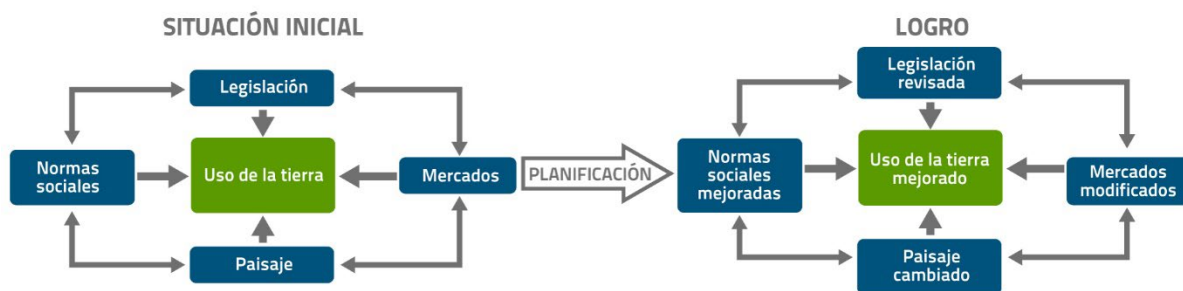 SITUACIÓN INICIAL
Legislación
Normas
sociales
Uso de la tierra
Mercados
Paisaje
PLANIFICACIÓN
LOGRO
Legislación
revisada
Normas
sociales
mejoradas
Uso de la tierra
mejorado
Mercados
modificados
Paisaje
cambiado